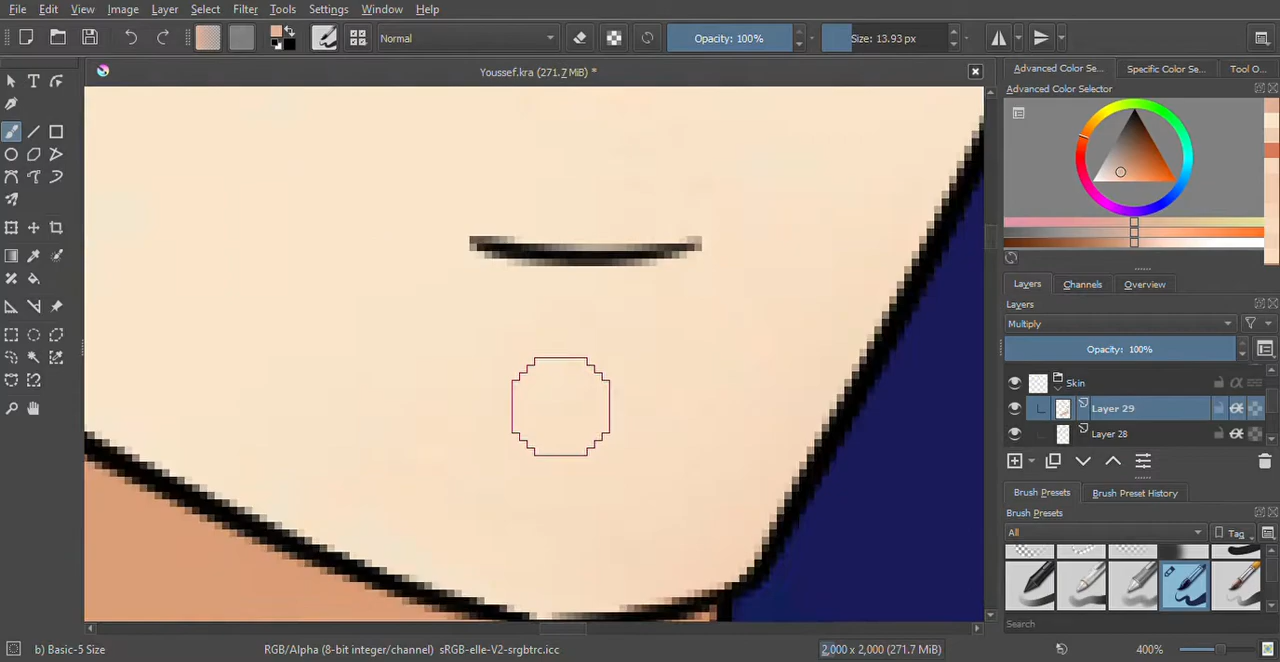 File Edit View Image Layer Select Filter Tools Settings Window Help
Normal Opacity: 100% Size: 13.93 px
Youssef.kra (271.7 MiB) *
Advanced Color Se... Specific Color Se... Tool O...
Advanced Color Selector
Layers Channels Overview
Layers
Multiply
Opacity: 100%
Skin
Layer 29
Layer 28
Brush Presets Brush Preset History
Brush Presets
All Tag
Search
b) Basic-5 Size RGB/Alpha (8-bit integer/channel) sRGB-elle-V2-srgbtrc.icc 2,000 x 2,000 (271.7 MiB) 400%